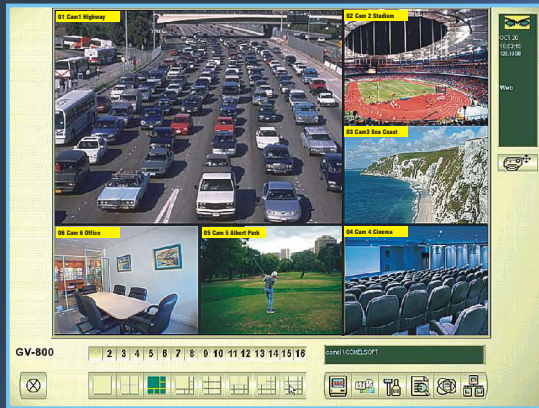 01 Cam1 Highway
02 Cam 2 Stadium
03 Cam3 Sea Coast
06 Cam 6 Office
05 Cam 5 Albert Park
04 Cam 4 Cinema
OCT 20
Web
GV-800
2 3 4 5 6 7 8 9 10 11 12 13 14 15 16